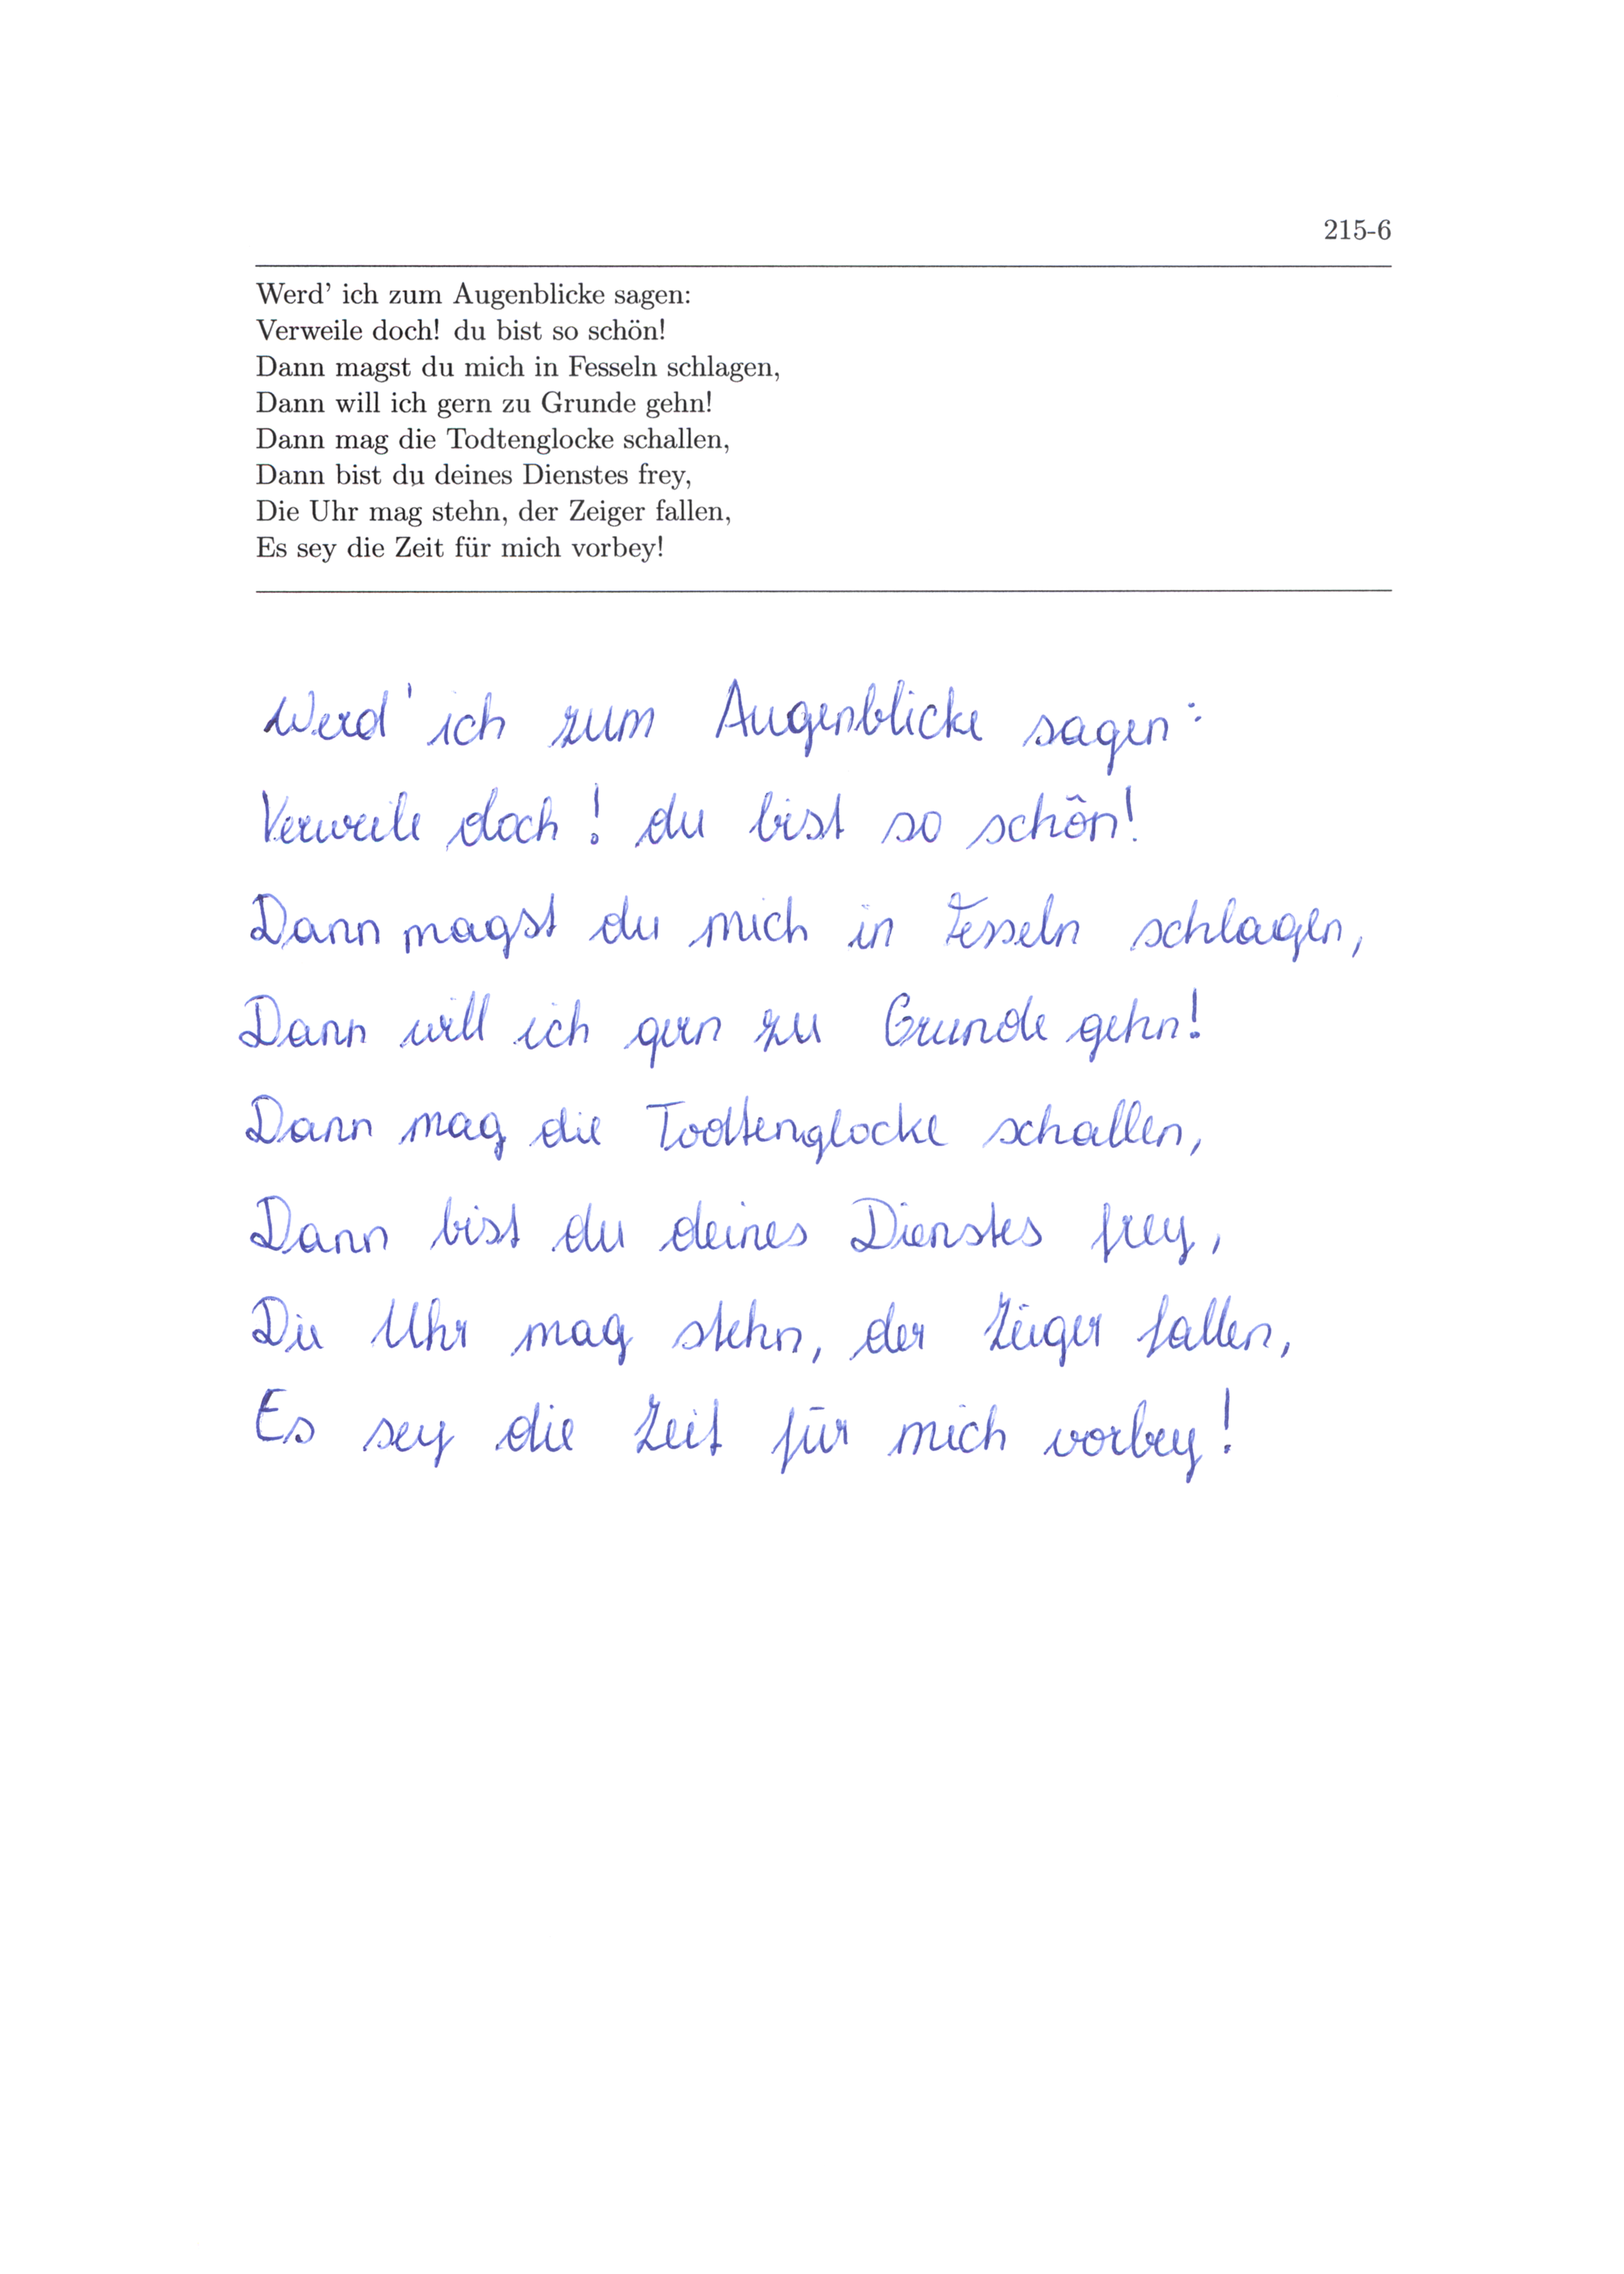 215-6
Werd' ich zum Augenblicke sagen:
Verweile doch! du bist so schön!
Dann magst du mich in Fesseln schlagen,
Dann will ich gern zu Grunde gehn!
Dann mag die Todtenglocke schallen,
Dann bist du deines Dienstes frey,
Die Uhr mag stehn, der Zeiger fallen,
Es sey die Zeit für mich vorbey!
Werd' ich zum Augenblicke sagen:
Verweile doch! du bist so schön!
Dann magst du mich in Fesseln schlagen,
Dann will ich gern zu Grunde gehn!
Dann mag die Todtenglocke schallen,
Dann bist du deines Dienstes frey,
Die Uhr mag stehn, der Zeiger fallen,
Es sey die Zeit für mich vorbey!